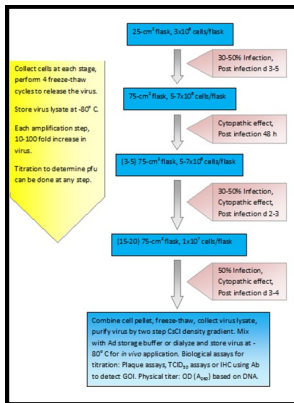 25-cm² flask, 3x10⁶ cells/flask
Collect cells at each stage,
perform 4 freeze-thaw
cycles to release the virus.
Store virus lysate at -80° C.
Each amplification step,
10-100 fold increase in
virus.
Titration to determine pfu
can be done at any step.
30-50% Infection,
Post infection d 3-5
75-cm² flask, 5-7x10⁶ cells/flask
Cytopathic effect,
Post infection 48 h
(3-5) 75-cm² flask, 5-7x10⁶ cells/flask
30-50% Infection,
Cytopathic effect,
Post infection d 2-3
(15-20) 75-cm² flask, 1x10⁷ cells/flask
50% Infection,
Cytopathic effect,
Post infection d 3-4
Combine cell pellet, freeze-thaw, collect virus lysate,
purify virus by two step CsCl density gradient. Mix
with Ad storage buffer or dialyze and store virus at -
80° C for in vivo application. Biological assays for
titration: Plaque assays, TCID₅₀ assays or IHC using Ab
to detect GOI. Physical titer: OD (A₂₆₀) based on DNA.